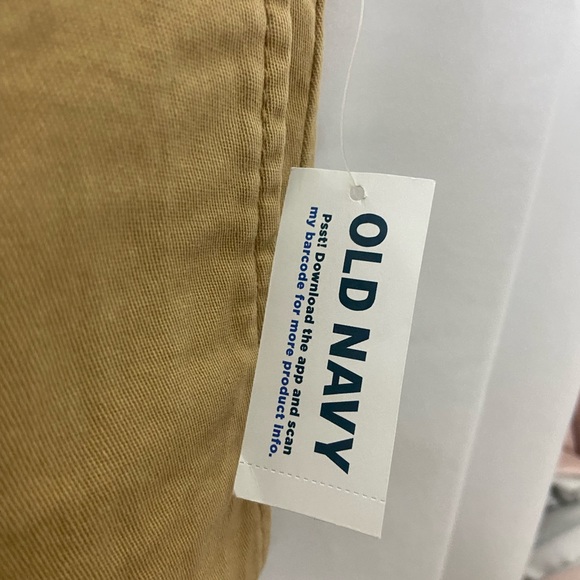 OLD NAVY
Psst! Download the app and scan
my barcode for more product info.